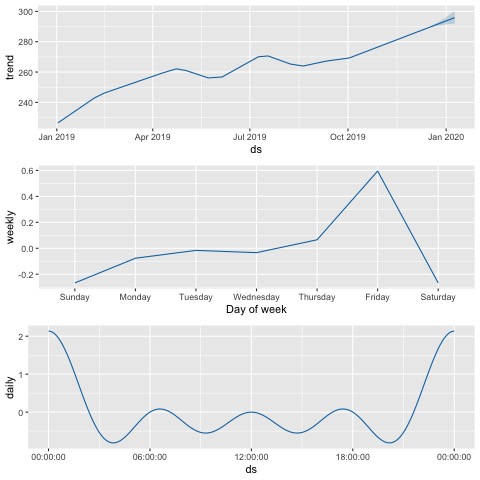 300
280
260
240
trend
Jan 2019 Apr 2019 Jul 2019 Oct 2019 Jan 2020
ds
0.6
0.4
0.2
0.0
-0.2
weekly
Sunday Monday Tuesday Wednesday Thursday Friday Saturday
Day of week
2
1
0
daily
00:00:00 06:00:00 12:00:00 18:00:00 00:00:00
ds